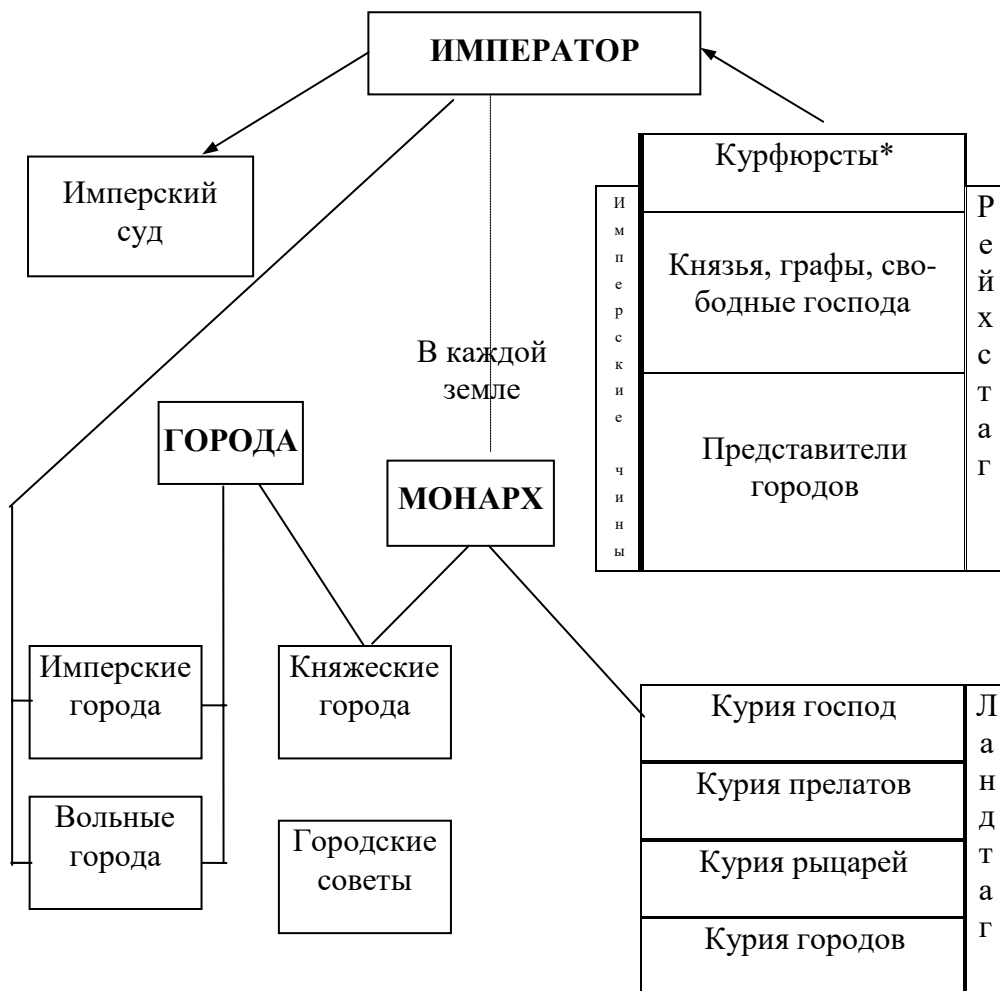 ИМПЕРАТОР
Курфюрсты*
Имперский
суд
Имперские чины
Рейхстаг
Князья, графы, сво-
бодные господа
В каждой
земле
ГОРОДА
Представители
городов
МОНАРХ
Имперские
города
Княжеские
города
Курия господ
Ландтаг
Курия прелатов
Вольные
города
Городские
советы
Курия рыцарей
Курия городов